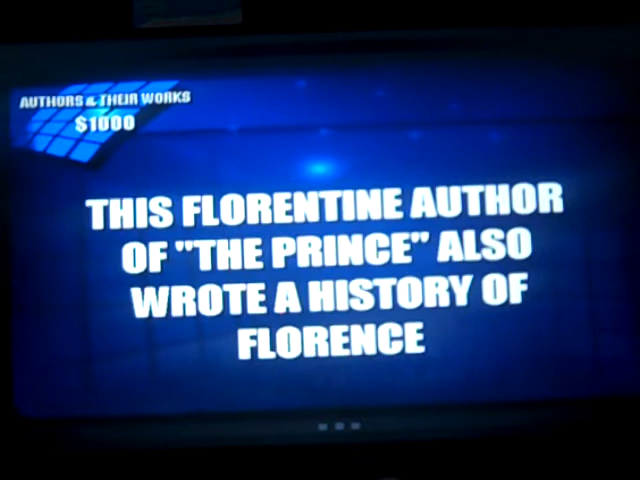 AUTHORS & THEIR WORKS
$1000
THIS FLORENTINE AUTHOR
OF "THE PRINCE" ALSO
WROTE A HISTORY OF
FLORENCE